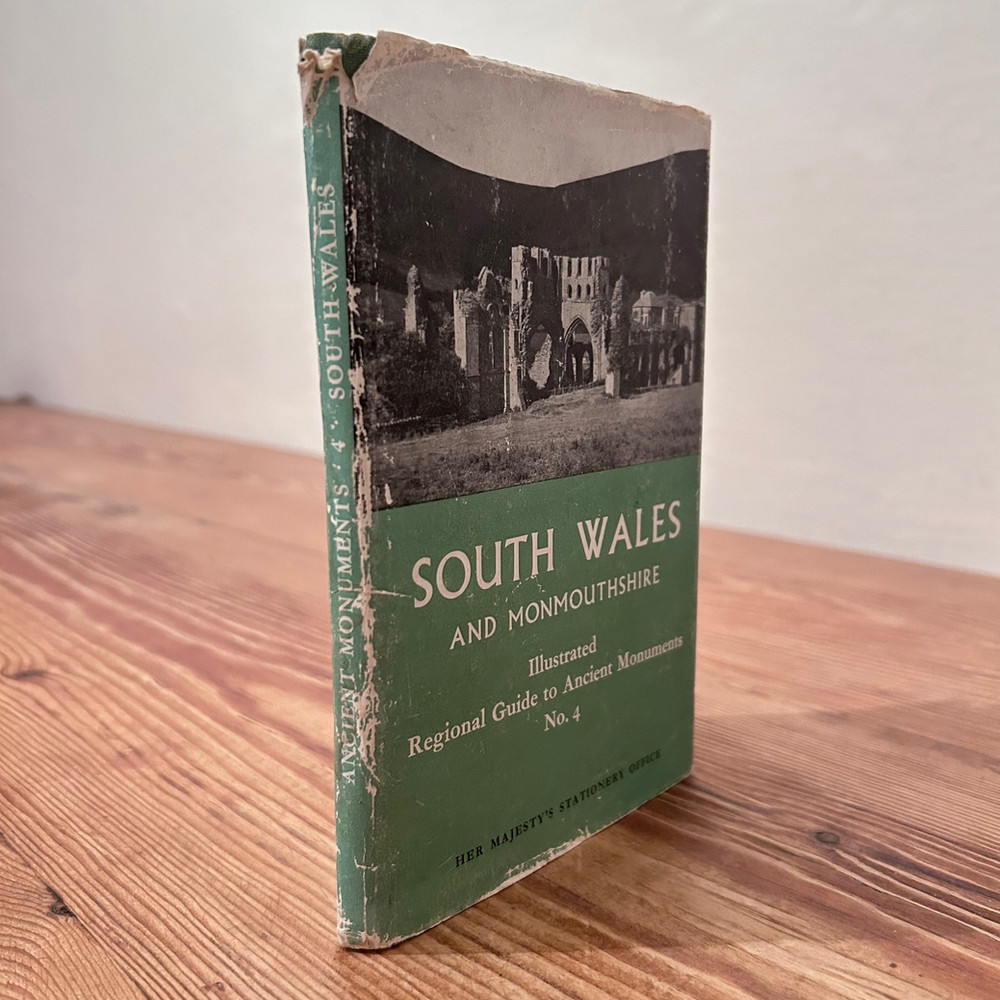 ANCIENT MONUMENTS : 4 · SOUTH WALES
SOUTH WALES
AND MONMOUTHSHIRE
Illustrated
Regional Guide to Ancient Monuments
No. 4
HER MAJESTY'S STATIONERY OFFICE